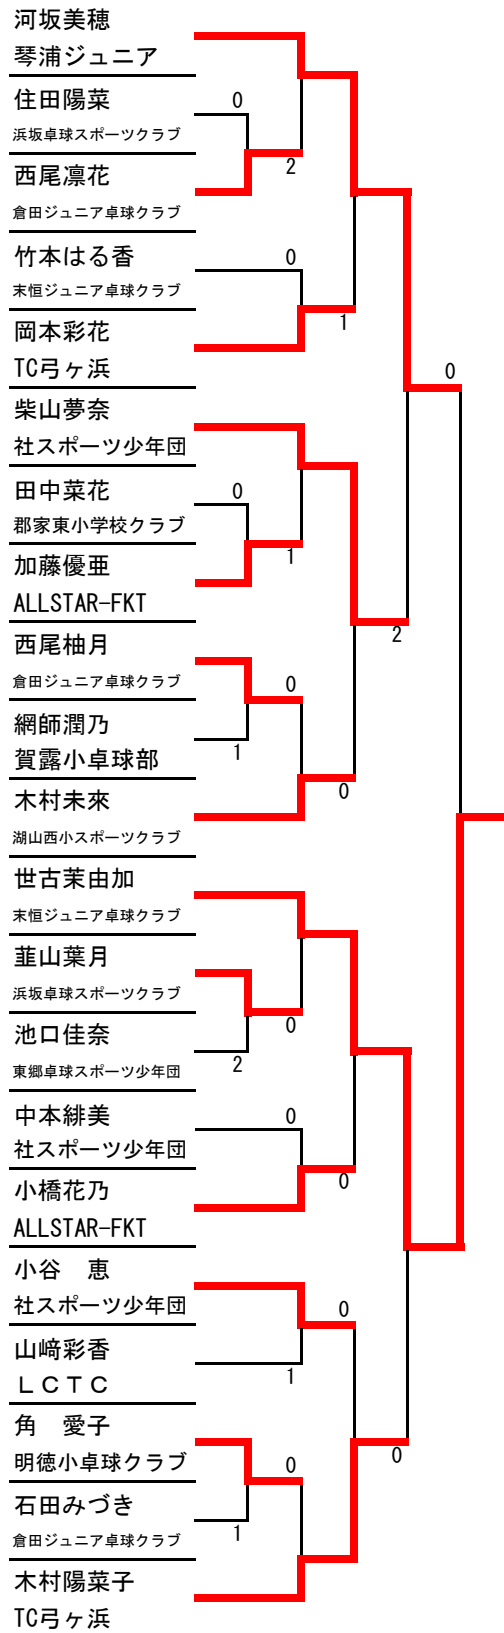 河坂美穂
琴浦ジュニア
住田陽菜
0
浜坂卓球スポーツクラブ
2
西尾凛花
倉田ジュニア卓球クラブ
竹本はる香
0
末恒ジュニア卓球クラブ
1
岡本彩花
TC弓ヶ浜
0
柴山夢奈
社スポーツ少年団
田中菜花
0
郡家東小学校クラブ
1
加藤優亜
ALLSTAR-FKT
2
西尾柚月
倉田ジュニア卓球クラブ
0
網師潤乃
賀露小卓球部
1
0
木村未來
湖山西小スポーツクラブ
世古茉由加
末恒ジュニア卓球クラブ
韮山葉月
浜坂卓球スポーツクラブ
0
池口佳奈
2
東郷卓球スポーツ少年団
中本緋美
0
社スポーツ少年団
0
小橋花乃
ALLSTAR-FKT
小谷　恵
社スポーツ少年団
0
山﨑彩香
1
ＬＣＴＣ
角　愛子
明徳小卓球クラブ
0
0
石田みづき
1
倉田ジュニア卓球クラブ
木村陽菜子
TC弓ヶ浜